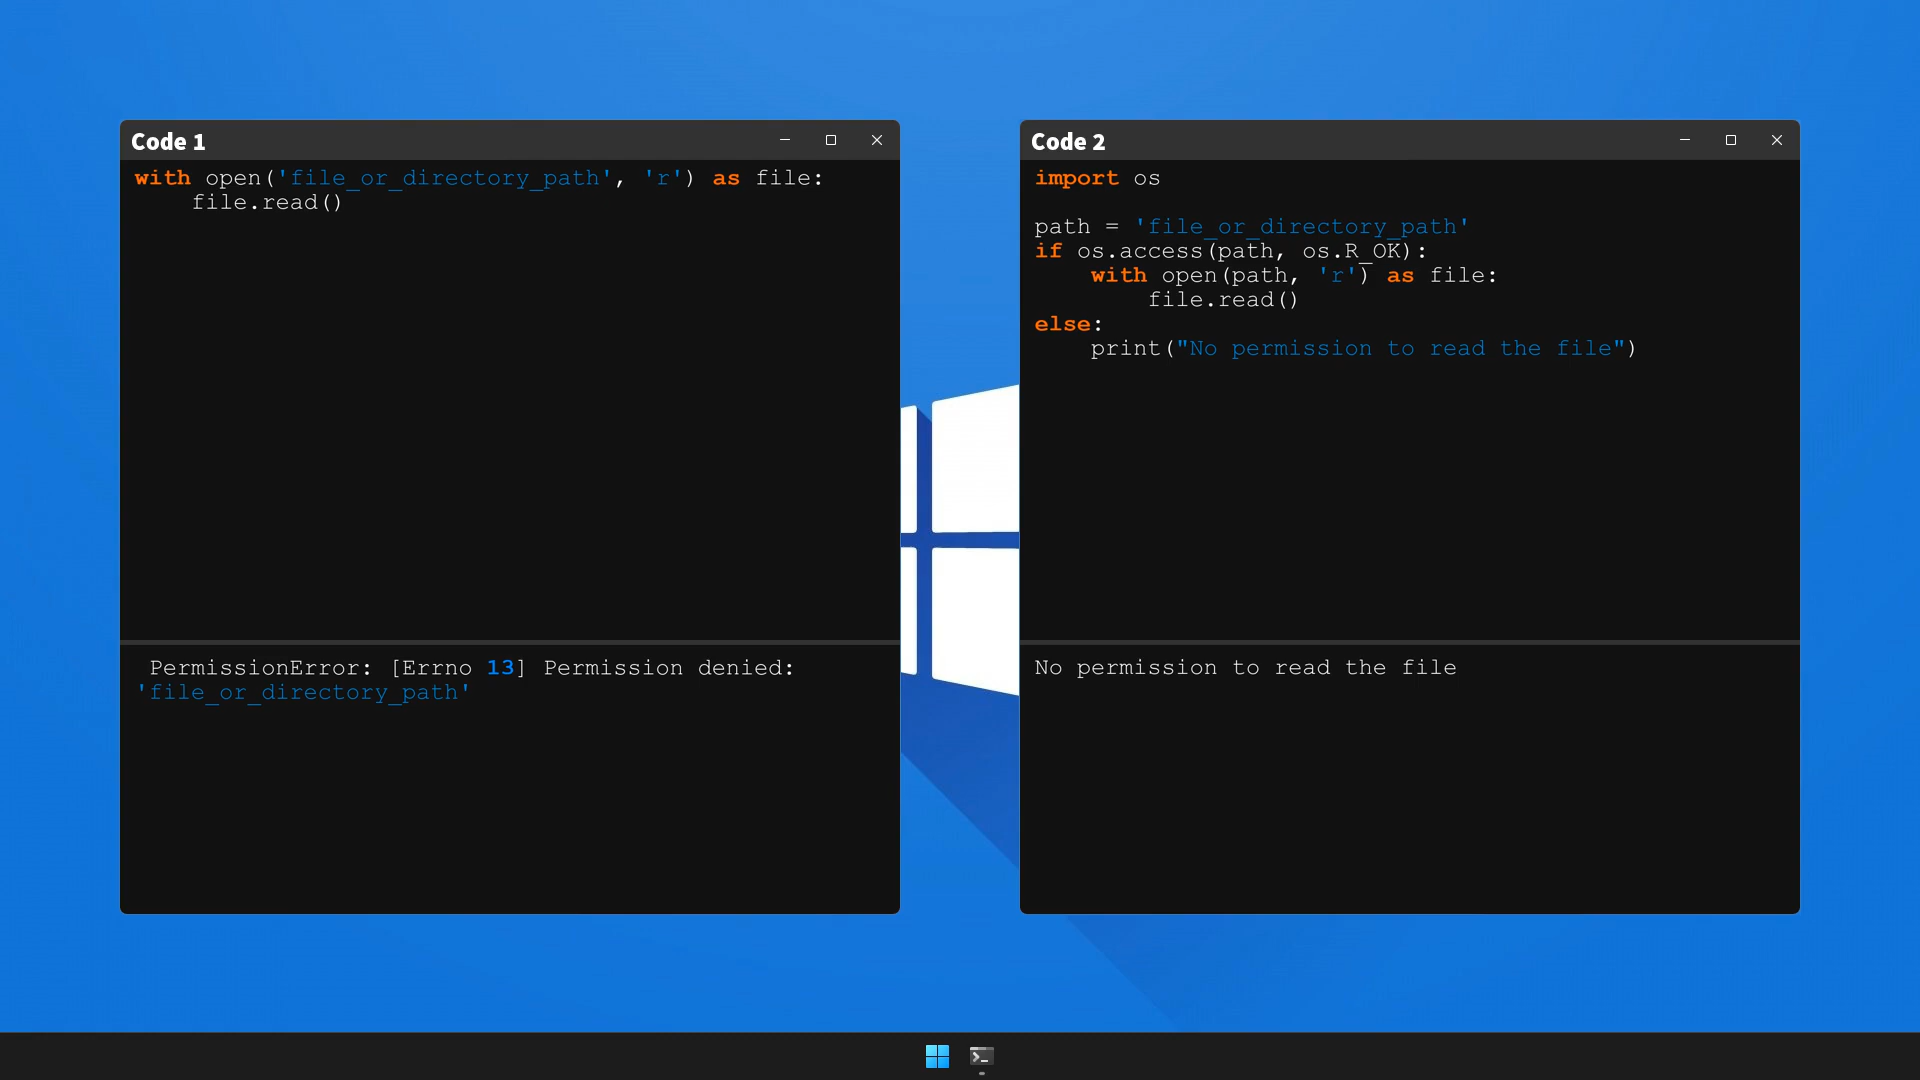 Code 1
with open('file_or_directory_path', 'r') as file:
    file.read()
PermissionError: [Errno 13] Permission denied:
'file_or_directory_path'
Code 2
import os
path = 'file_or_directory_path'
if os.access(path, os.R_OK):
    with open(path, 'r') as file:
        file.read()
else:
    print("No permission to read the file")
No permission to read the file